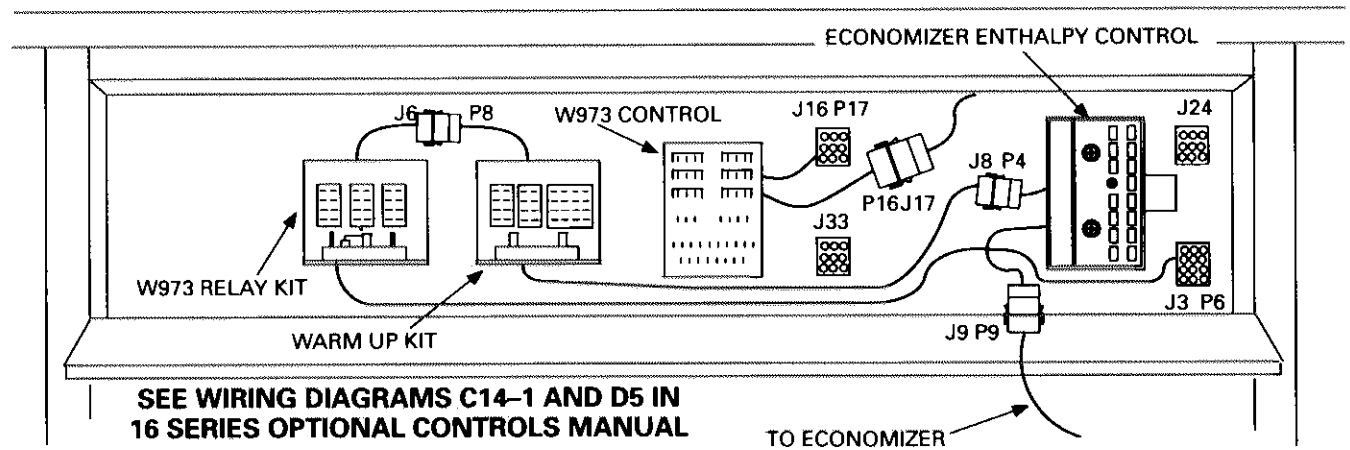 ECONOMIZER ENTHALPY CONTROL
J6 P8
W973 CONTROL
J16 P17
J24
J8 P4
P16J17
J33
W973 RELAY KIT
J3 P6
WARM UP KIT
J9 P9
SEE WIRING DIAGRAMS C14–1 AND D5 IN
16 SERIES OPTIONAL CONTROLS MANUAL
TO ECONOMIZER